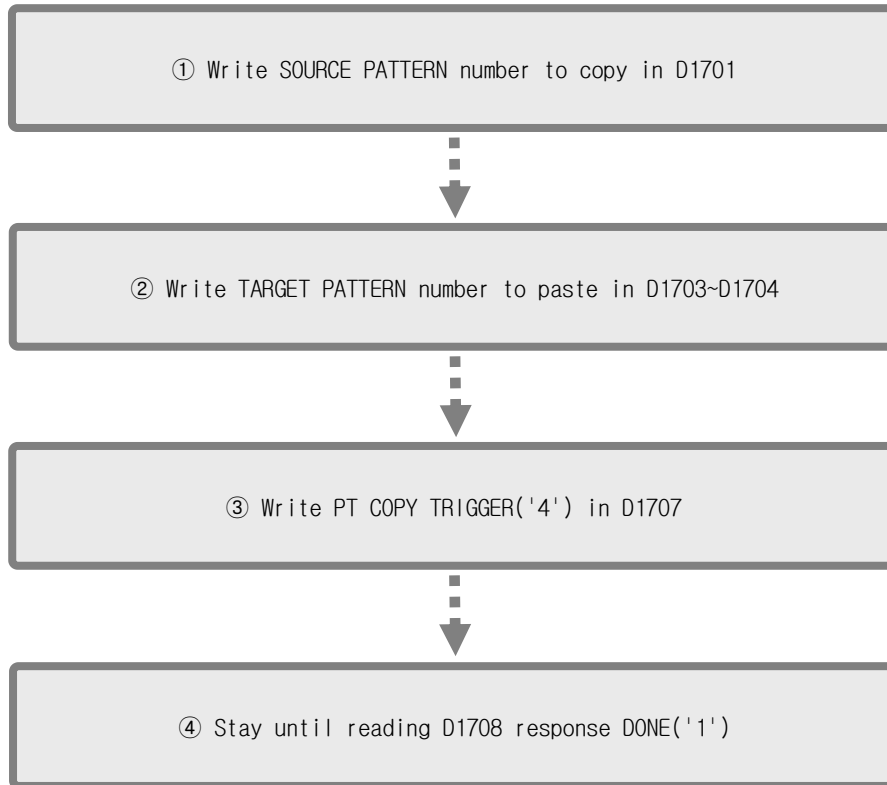 ① Write SOURCE PATTERN number to copy in D1701
② Write TARGET PATTERN number to paste in D1703~D1704
③ Write PT COPY TRIGGER('4') in D1707
④ Stay until reading D1708 response DONE('1')